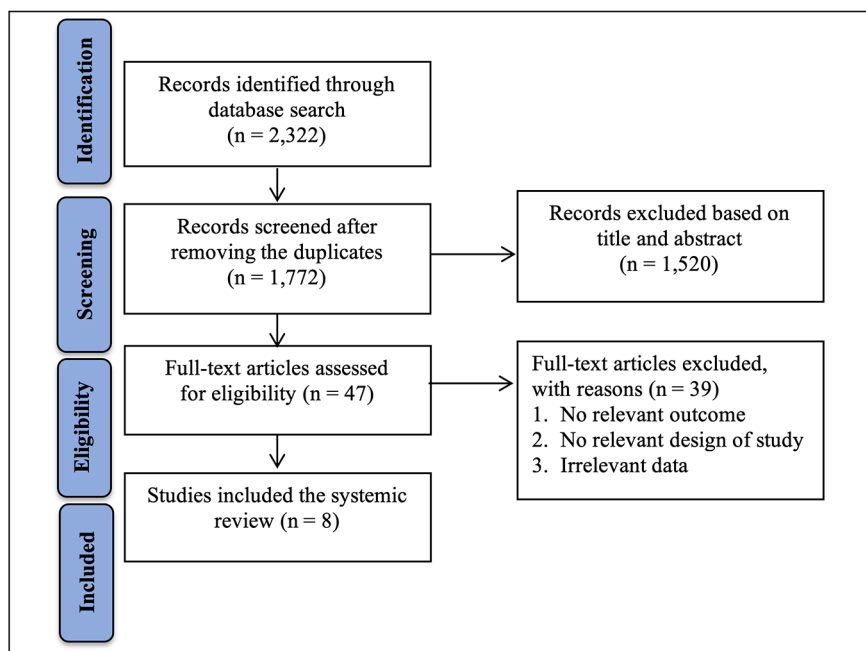 Identification
Records identified through
database search
(n = 2,322)
Screening
Records screened after
removing the duplicates
(n = 1,772)
Records excluded based on
title and abstract
(n = 1,520)
Eligibility
Full-text articles assessed
for eligibility (n = 47)
Full-text articles excluded,
with reasons (n = 39)
1. No relevant outcome
2. No relevant design of study
3. Irrelevant data
Included
Studies included the systemic
review (n = 8)